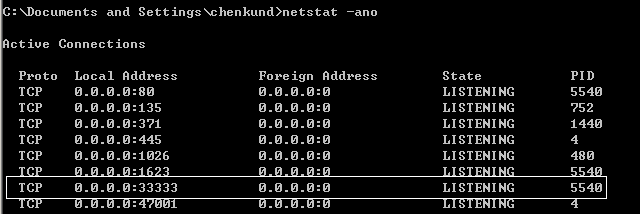 C:\Documents and Settings\chenkund>netstat -ano
Active Connections
Proto Local Address Foreign Address State PID
TCP 0.0.0.0:80 0.0.0.0:0 LISTENING 5540
TCP 0.0.0.0:135 0.0.0.0:0 LISTENING 752
TCP 0.0.0.0:371 0.0.0.0:0 LISTENING 1440
TCP 0.0.0.0:445 0.0.0.0:0 LISTENING 4
TCP 0.0.0.0:1026 0.0.0.0:0 LISTENING 480
TCP 0.0.0.0:1623 0.0.0.0:0 LISTENING 5540
TCP 0.0.0.0:33333 0.0.0.0:0 LISTENING 5540
TCP 0.0.0.0:47001 0.0.0.0:0 LISTENING 4